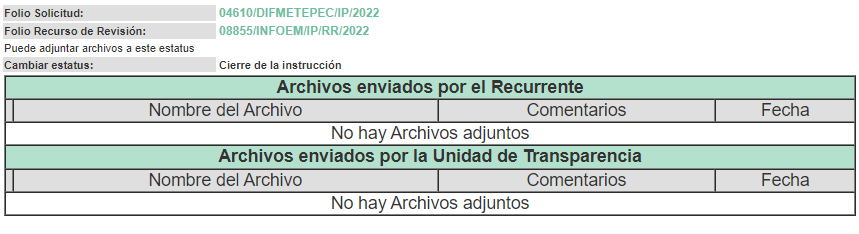 Folio Solicitud: 04610/DIFMETEPEC/IP/2022
Folio Recurso de Revisión: 08855/INFOEM/IP/RR/2022
Puede adjuntar archivos a este estatus
Cambiar estatus: Cierre de la instrucción
Archivos enviados por el Recurrente
Nombre del Archivo Comentarios Fecha
No hay Archivos adjuntos
Archivos enviados por la Unidad de Transparencia
Nombre del Archivo Comentarios Fecha
No hay Archivos adjuntos